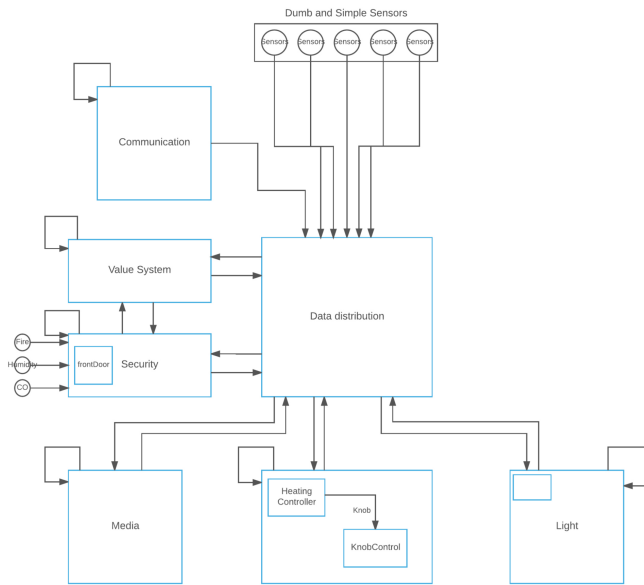 Dumb and Simple Sensors
Sensors
Sensors
Sensors
Sensors
Sensors
Communication
Value System
Data distribution
Fire
Humidity
CO
frontDoor
Security
Media
Heating
Controller
Knob
KnobControl
Light